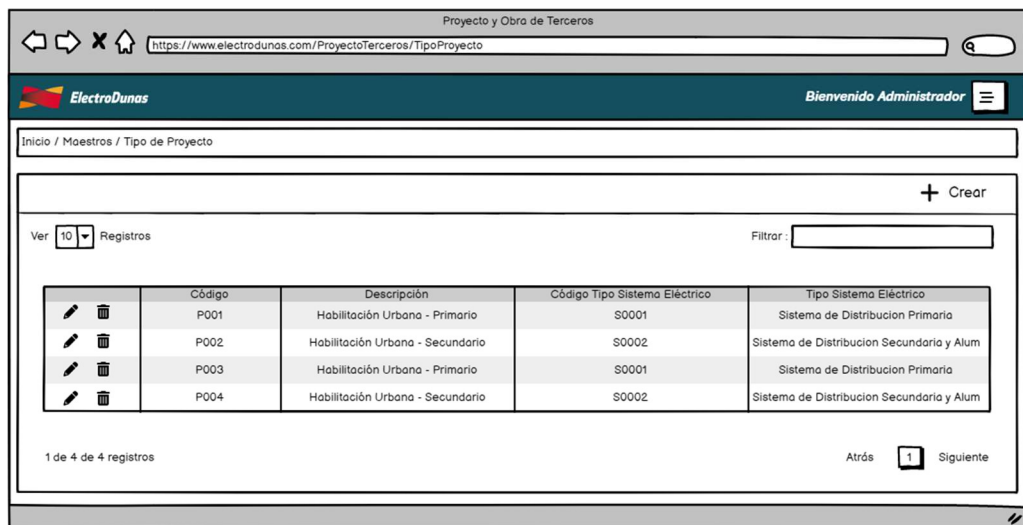 Proyecto y Obra de Terceros
https://www.electrodunas.com/ProyectoTerceros/TipoProyecto
ElectroDunas
Bienvenido Administrador
Inicio / Maestros / Tipo de Proyecto
Crear
Ver 10 Registros
Filtrar :
Código Descripción Código Tipo Sistema Eléctrico Tipo Sistema Eléctrico
P001 Habilitación Urbana - Primario S0001 Sistema de Distribucion Primaria
P002 Habilitación Urbana - Secundario S0002 Sistema de Distribucion Secundaria y Alum
P003 Habilitación Urbana - Primario S0001 Sistema de Distribucion Primaria
P004 Habilitación Urbana - Secundario S0002 Sistema de Distribucion Secundaria y Alum
1 de 4 de 4 registros
Atrás 1 Siguiente